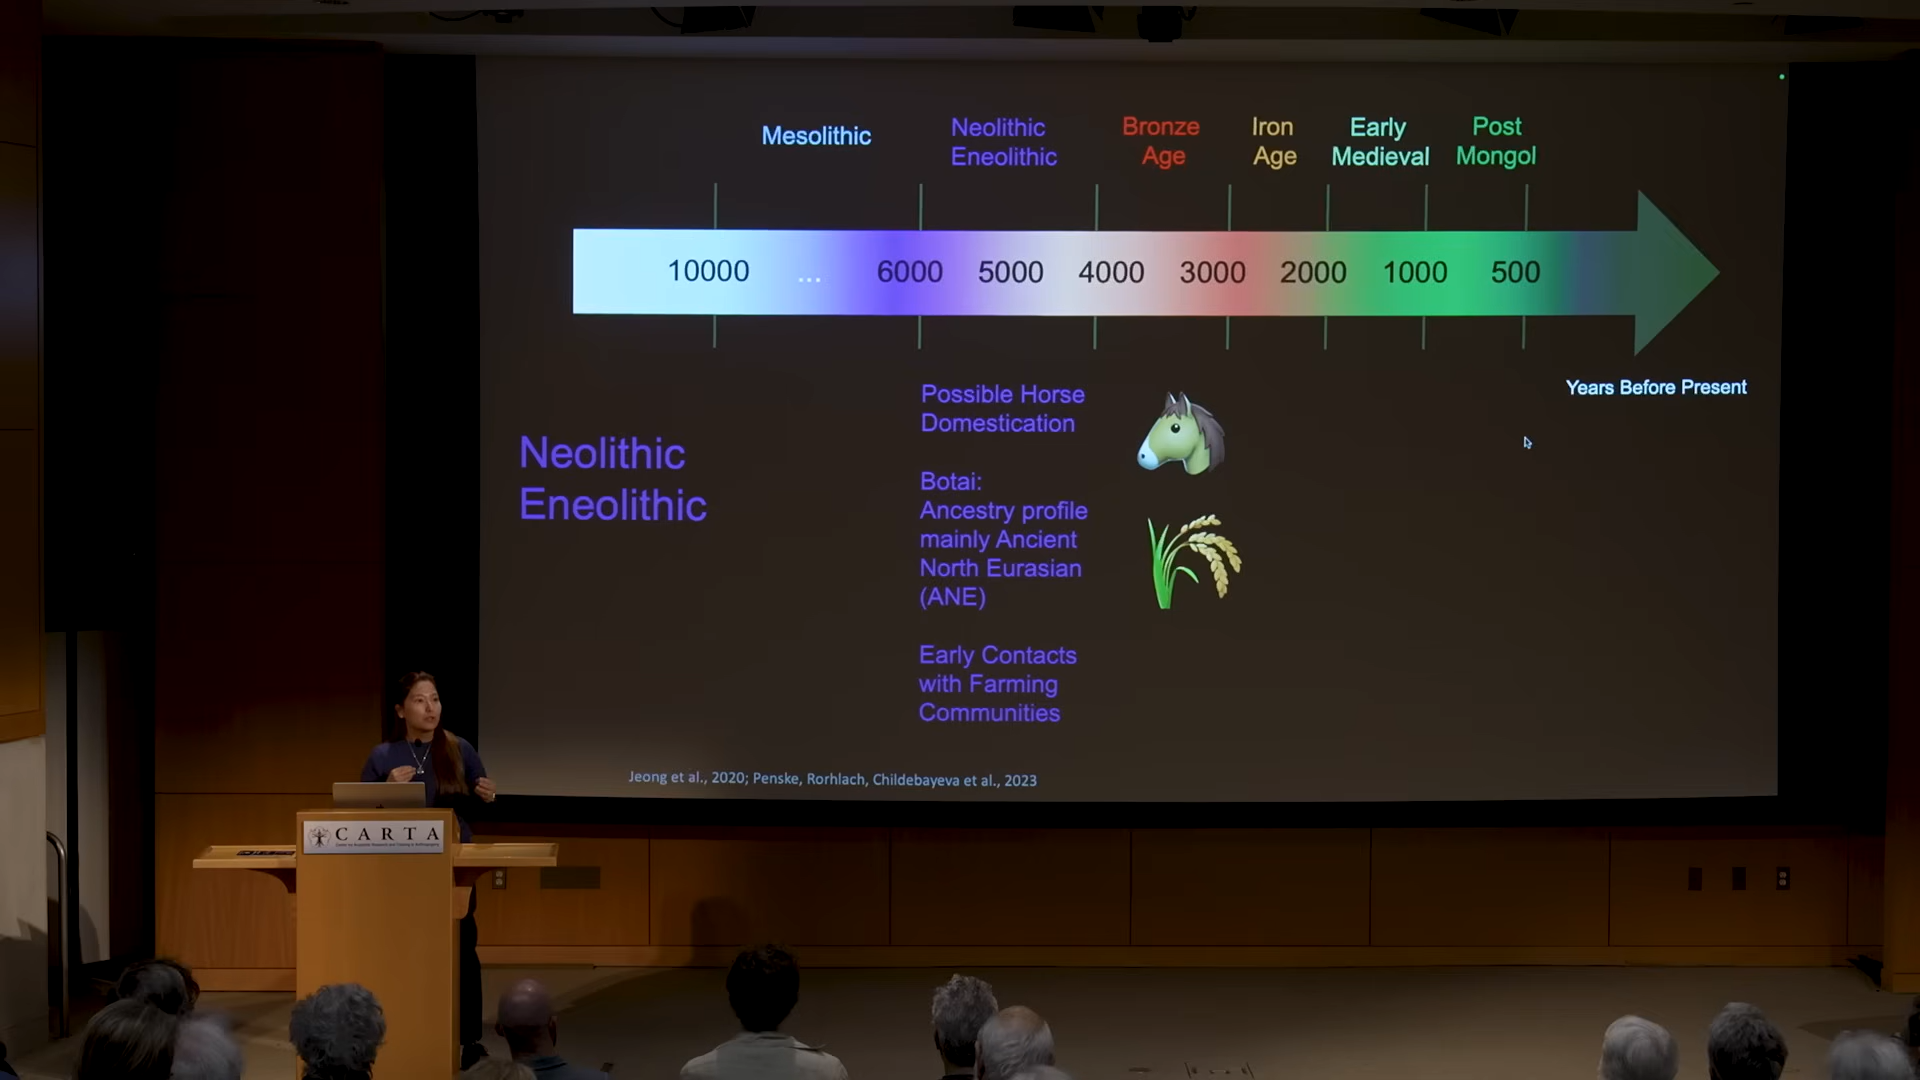 Mesolithic
Neolithic
Eneolithic
Bronze
Age
Iron
Age
Early
Medieval
Post
Mongol
10000 ... 6000 5000 4000 3000 2000 1000 500
Years Before Present
Neolithic
Eneolithic
Possible Horse
Domestication
Botai:
Ancestry profile
mainly Ancient
North Eurasian
(ANE)
Early Contacts
with Farming
Communities
Jeong et al., 2020; Penske, Rorhlach, Childebayeva et al., 2023
CARTA